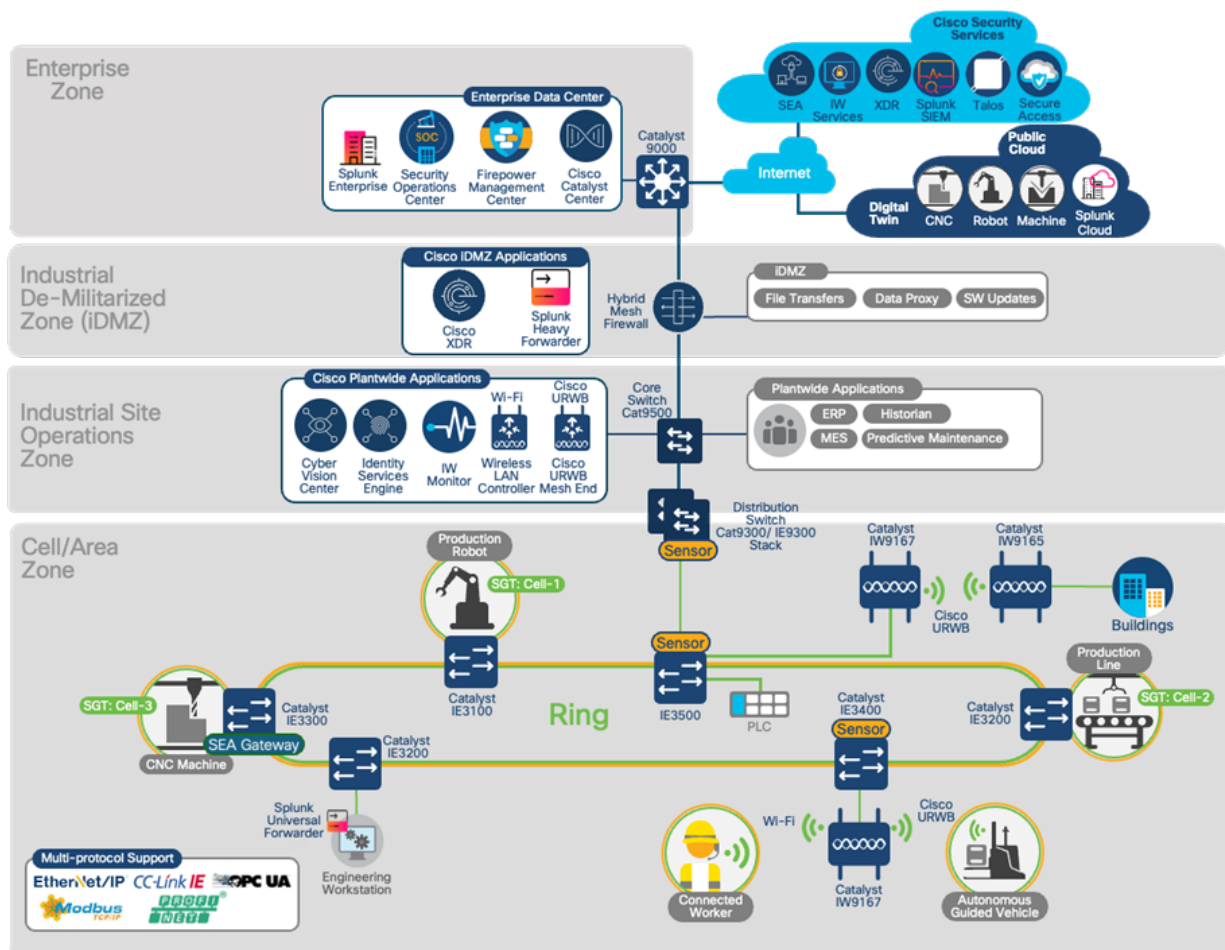 Cisco Security
Services
SEA
IW
Services
XDR
Splunk
SIEM
Talos
Secure
Access
Enterprise
Zone
Enterprise Data Center
SOC
Splunk
Enterprise
Security
Operations
Center
Firepower
Management
Center
Cisco
Catalyst
Center
Catalyst
9000
Internet
Public
Cloud
Digital
Twin
CNC
Robot
Machine
Splunk
Cloud
Industrial
De-Militarized
Zone (iDMZ)
Cisco iDMZ Applications
Cisco
XDR
Splunk
Heavy
Forwarder
Hybrid
Mesh
Firewall
iDMZ
File Transfers
Data Proxy
SW Updates
Industrial Site
Operations
Zone
Cisco Plantwide Applications
Cyber
Vision
Center
Identity
Services
Engine
IW
Monitor
Wi-Fi
Wireless
LAN
Controller
Cisco
URWB
Cisco
URWB
Mesh End
Core
Switch
Cat9500
Plantwide Applications
ERP
Historian
MES
Predictive Maintenance
Distribution
Switch
Cat9300/ IE9300
Stack
Sensor
Cell/Area
Zone
Production
Robot
SGT: Cell-1
Catalyst
IE3100
Sensor
IE3500
PLC
Catalyst
IW9167
Cisco
URWB
Catalyst
IW9165
Buildings
Production
Line
SGT: Cell-2
Catalyst
IE3200
SGT: Cell-3
Catalyst
IE3300
SEA Gateway
CNC Machine
Ring
Catalyst
IE3400
Sensor
Catalyst
IE3200
Splunk
Universal
Forwarder
Engineering
Workstation
Wi-Fi
Cisco
URWB
Catalyst
IW9167
Connected
Worker
Autonomous
Guided Vehicle
Multi-protocol Support
EtherNet/IP
CC-Link IE
OPC UA
Modbus
TCP/IP
PROFI
NET